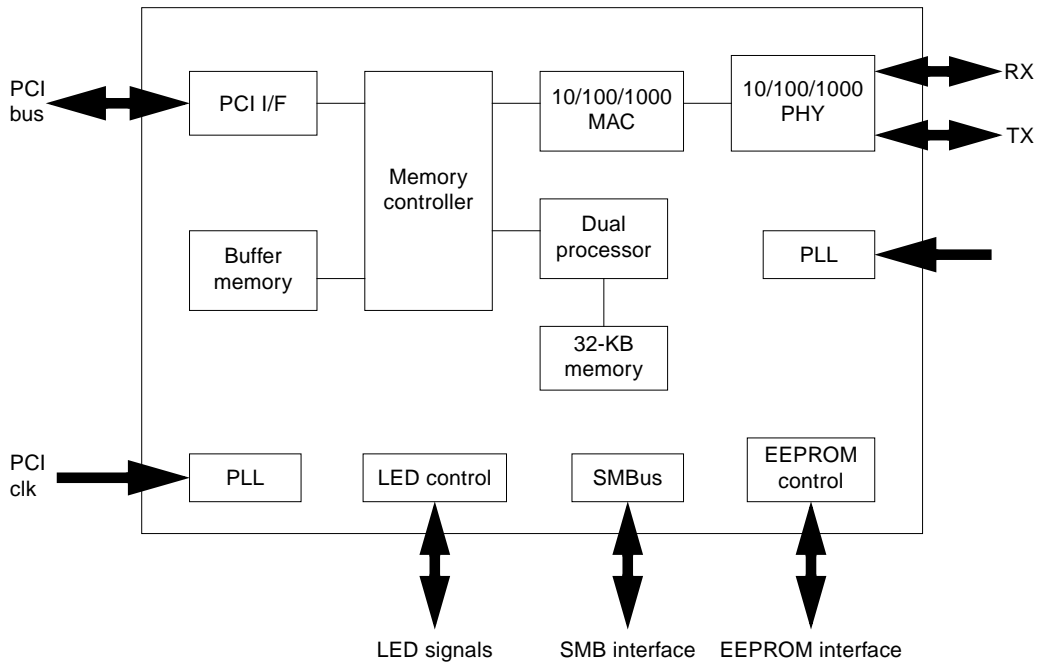 PCI
bus
PCI I/F
10/100/1000
MAC
10/100/1000
PHY
RX
TX
Memory
controller
Dual
processor
Buffer
memory
PLL
32-KB
memory
PCI
clk
PLL
LED control
SMBus
EEPROM
control
LED signals
SMB interface
EEPROM interface